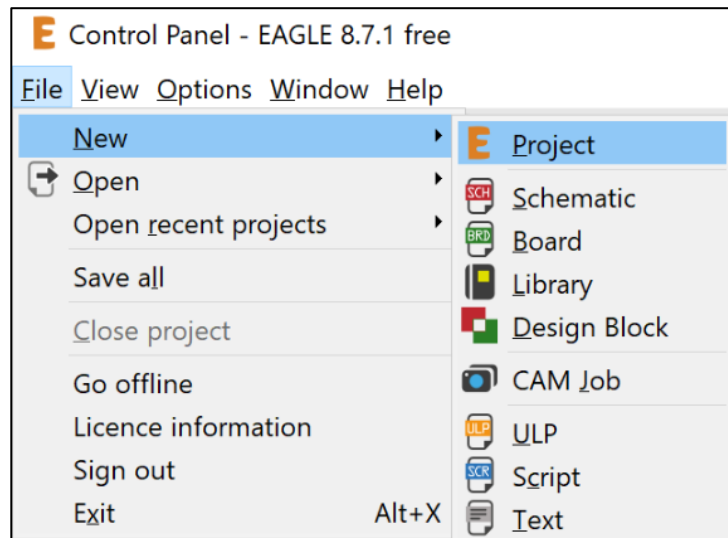 E Control Panel - EAGLE 8.7.1 free
File View Options Window Help
New
Open
Open recent projects
Save all
Close project
Go offline
Licence information
Sign out
Exit Alt+X
E Project
SCH Schematic
BRD Board
Library
Design Block
CAM Job
ULP ULP
SCR Script
Text